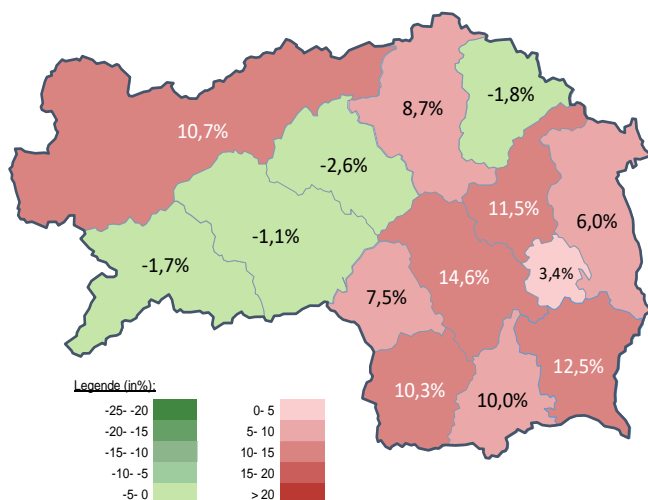 -1,8%
8,7%
10,7%
-2,6%
11,5%
6,0%
-1,1%
-1,7%
3,4%
14,6%
7,5%
12,5%
10,3%
10,0%
Legende (in%):
-25- -20 0- 5
-20- -15 5- 10
-15- -10 10- 15
-10- -5 15- 20
-5- 0 > 20